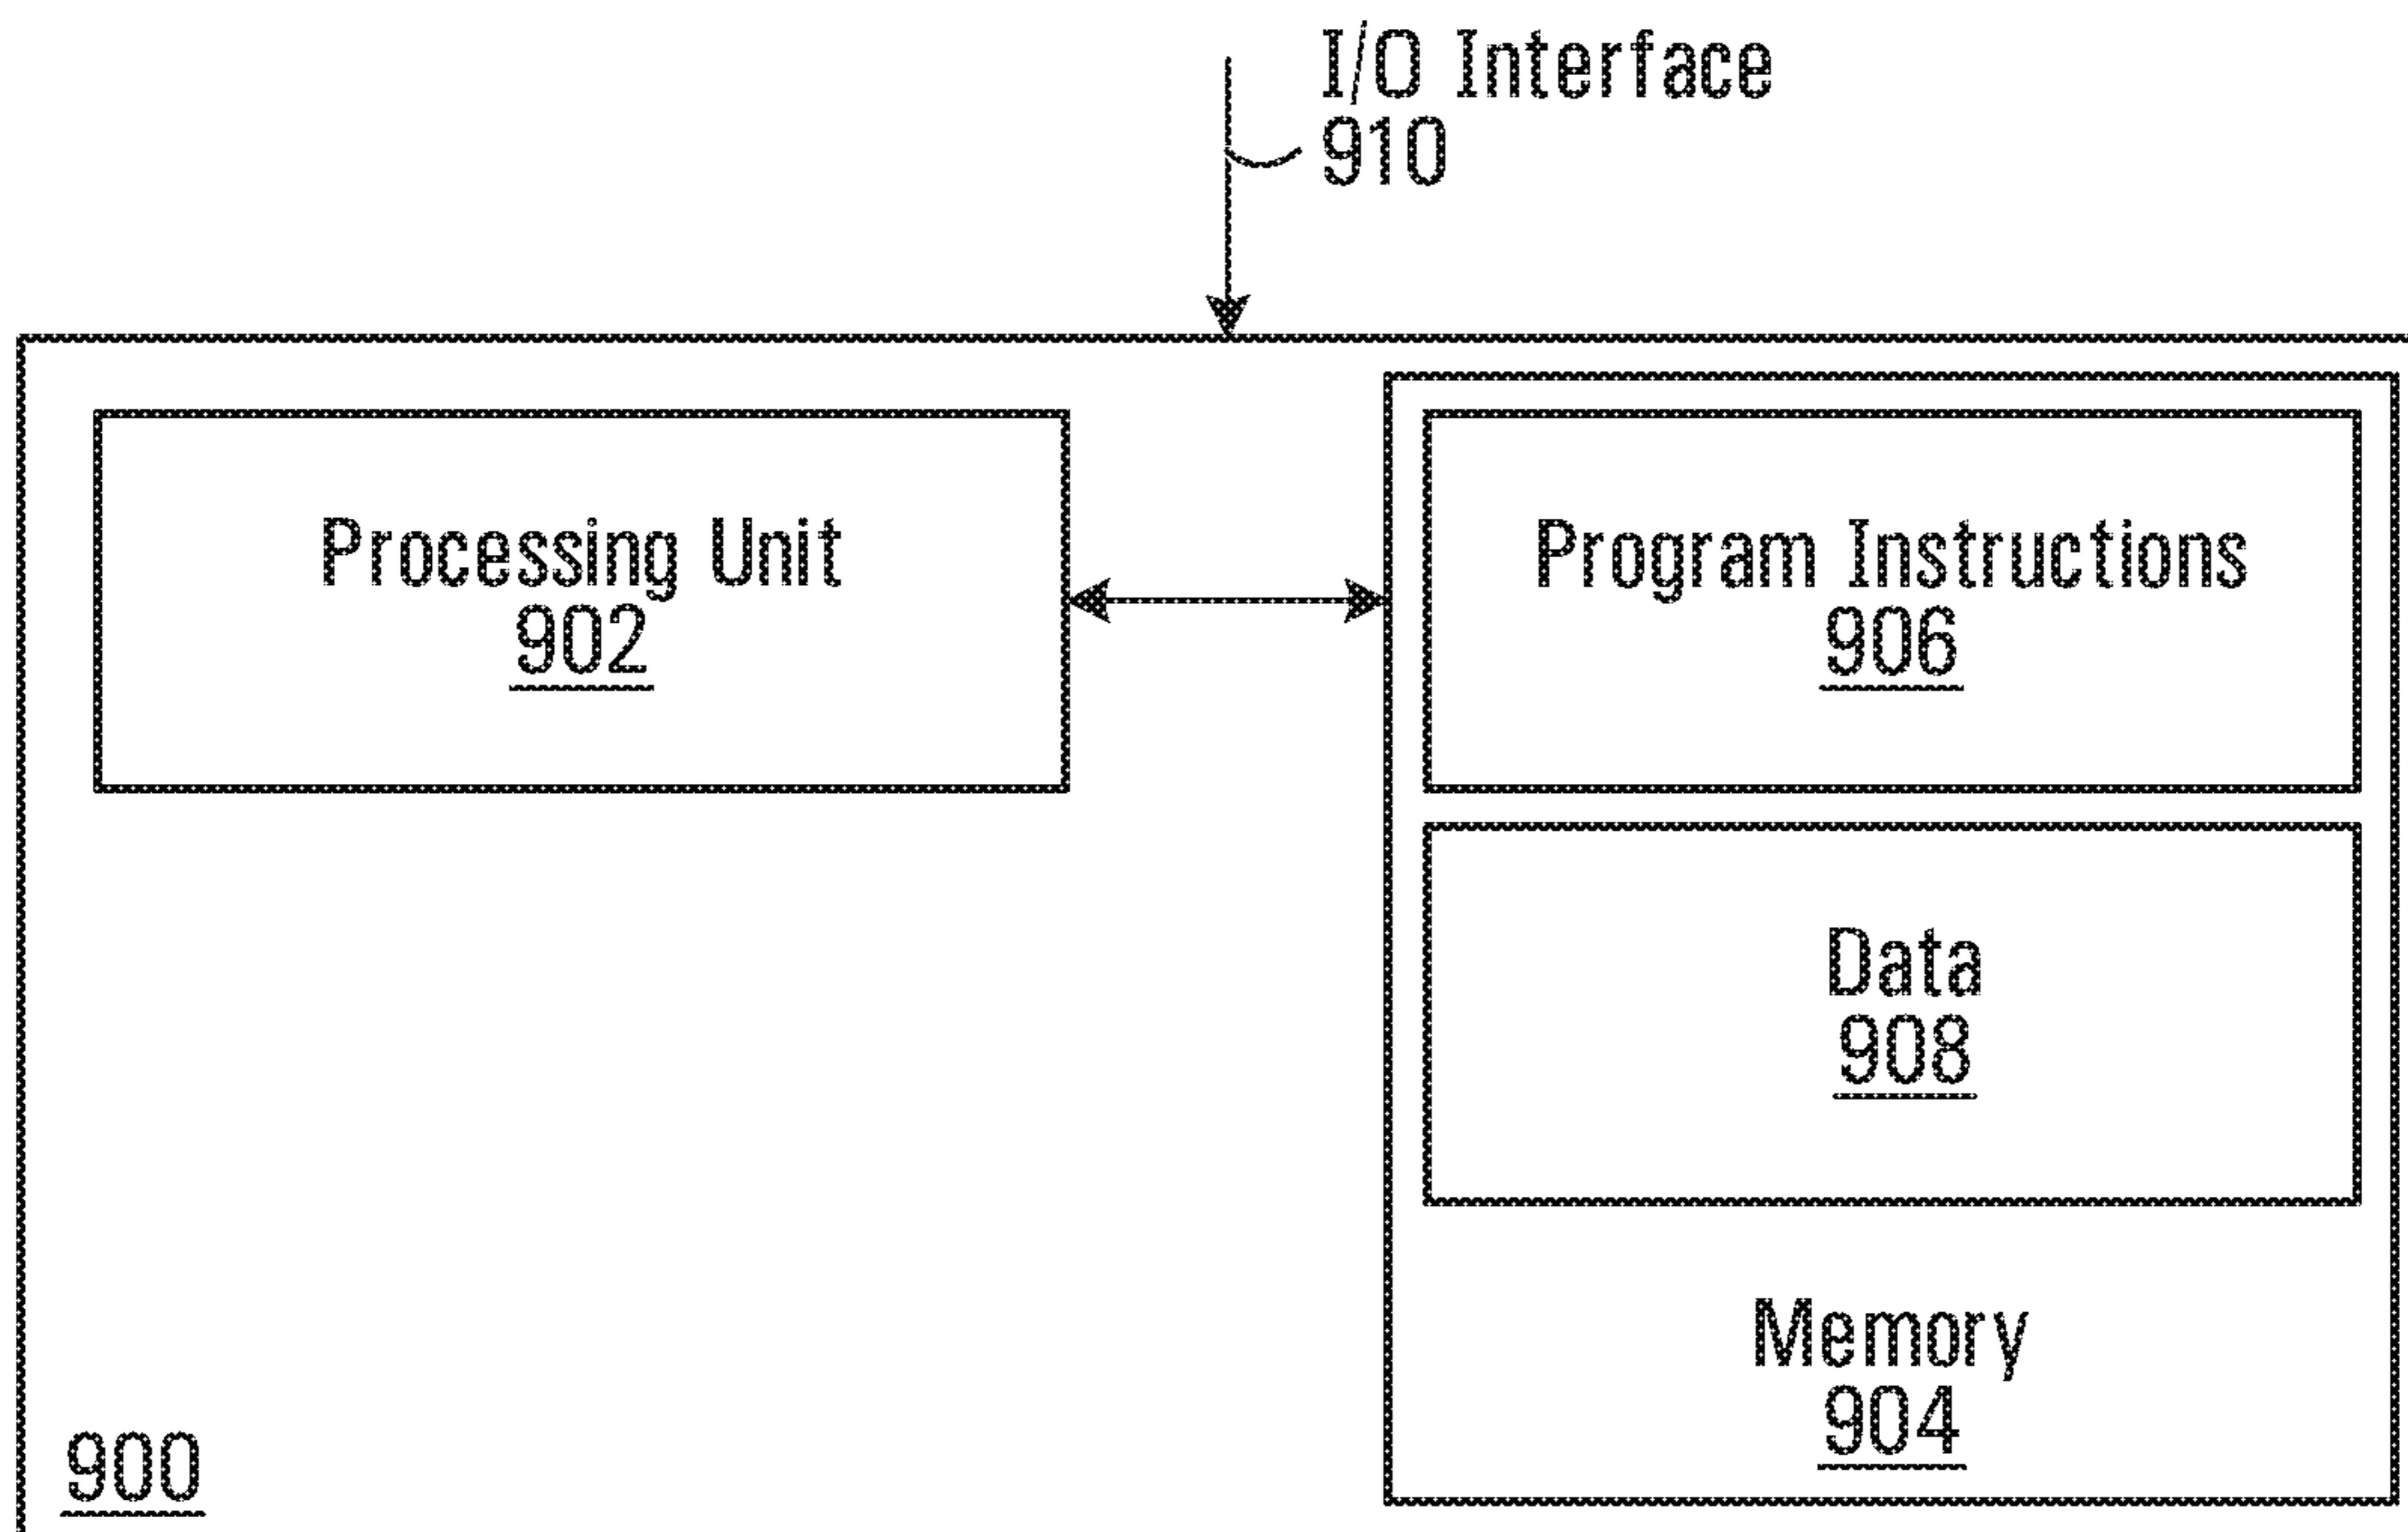 I/O Interface
910
Processing Unit
902
Program Instructions
906
Data
908
Memory
904
900